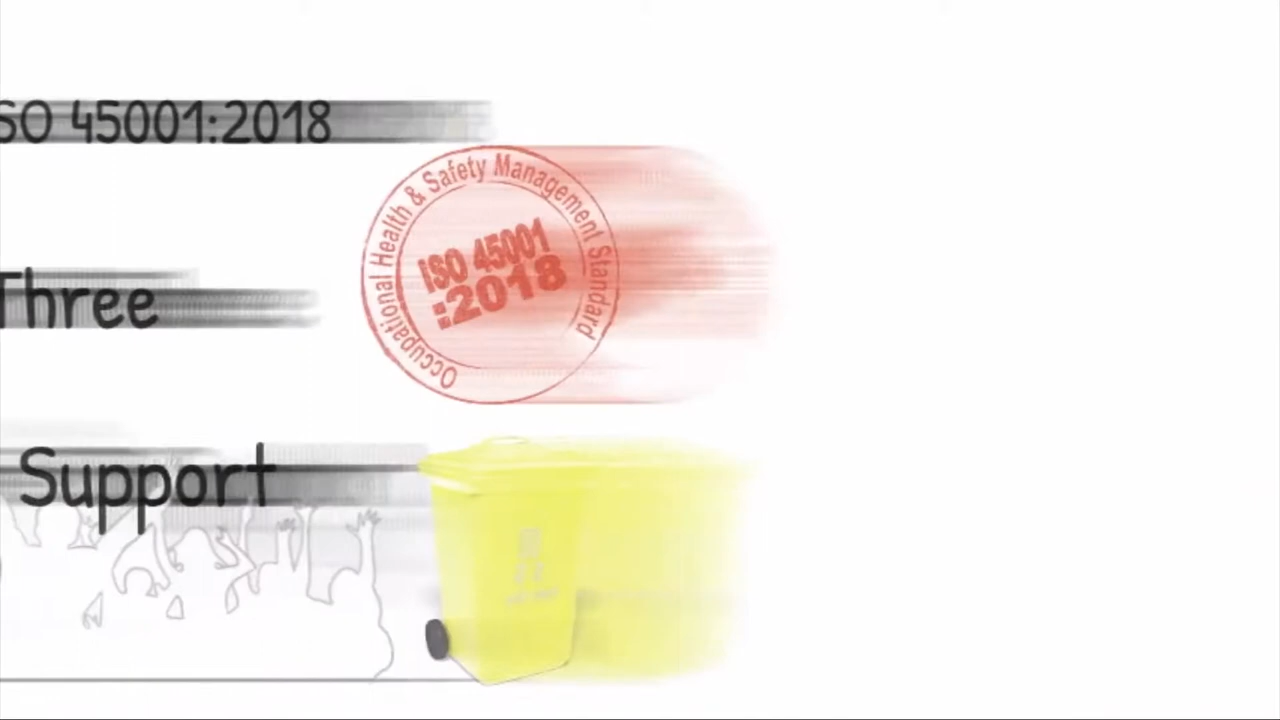 SO 45001:2018
Occupational Health & Safety Management Standard
ISO 45001
:2018
Three
Support